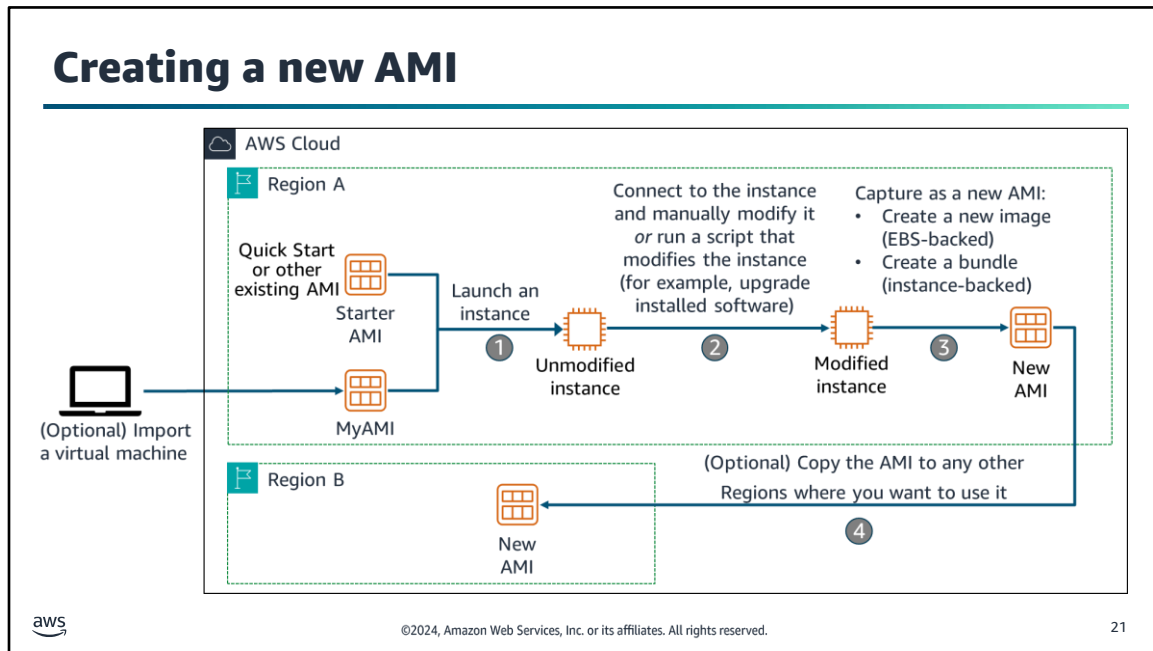 Creating a new AMI
AWS Cloud
Region A
Quick Start
or other
existing AMI
Starter
AMI
MyAMI
(Optional) Import
a virtual machine
Launch an
instance
1
Unmodified
instance
Connect to the instance
and manually modify it
or run a script that
modifies the instance
(for example, upgrade
installed software)
2
Modified
instance
Capture as a new AMI:
• Create a new image
(EBS-backed)
• Create a bundle
(instance-backed)
3
New
AMI
(Optional) Copy the AMI to any other
Regions where you want to use it
4
Region B
New
AMI
aws
©2024, Amazon Web Services, Inc. or its affiliates. All rights reserved.
21